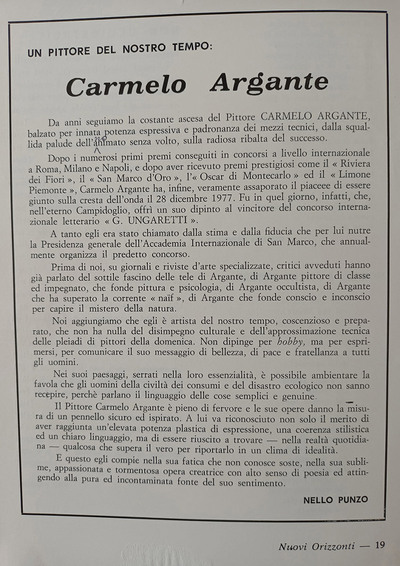 UN PITTORE DEL NOSTRO TEMPO:
Carmelo Argante
Da anni seguiamo la costante ascesa del Pittore CARMELO ARGANTE,
balzato per innata potenza espressiva e padronanza dei mezzi tecnici, dalla squal-
lida palude dell'animato senza volto, sulla radiosa ribalta del successo.
Dopo i numerosi primi premi conseguiti in concorsi a livello internazionale
a Roma, Milano e Napoli, e dopo aver ricevuto premi prestigiosi come il « Riviera
dei Fiori », il « San Marco d'Oro », l'« Oscar di Montecarlo » ed il « Limone
Piemonte », Carmelo Argante ha, infine, veramente assaporato il piacere di essere
giunto sulla cresta dell'onda il 28 dicembre 1977. Fu in quel giorno, infatti, che,
nell'eterno Campidoglio, offrì un suo dipinto al vincitore del concorso interna-
zionale letterario « G. UNGARETTI ».
A tanto egli era stato chiamato dalla stima e dalla fiducia che per lui nutre
la Presidenza generale dell'Accademia Internazionale di San Marco, che annual-
mente organizza il predetto concorso.
Prima di noi, su giornali e riviste d'arte specializzate, critici avveduti hanno
già parlato del sottile fascino delle tele di Argante, di Argante pittore di classe
ed impegnato, che fonde pittura e psicologia, di Argante occultista, di Argante
che ha superato la corrente « naif », di Argante che fonde conscio e inconscio
per capire il mistero della natura.
Noi aggiungiamo che egli è artista del nostro tempo, coscenzioso e prepa-
rato, che non ha nulla del disimpegno culturale e dell'approssimazione tecnica
delle pleiadi di pittori della domenica. Non dipinge per hobby, ma per espri-
mersi, per comunicare il suo messaggio di bellezza, di pace e fratellanza a tutti
gli uomini.
Nei suoi paesaggi, serrati nella loro essenzialità, è possibile ambientare la
favola che gli uomini della civiltà dei consumi e del disastro ecologico non sanno
recepire, perchè parlano il linguaggio delle cose semplici e genuine
Il Pittore Carmelo Argante è pieno di fervore e le sue opere danno la misu-
ra di un pennello sicuro ed ispirato. A lui va riconosciuto non solo il merito di
aver raggiunta un'elevata potenza plastica di espressione, una coerenza stilistica
ed un chiaro linguaggio, ma di essere riuscito a trovare — nella realtà quotidia-
na — qualcosa che supera il vero per riportarlo in un clima di idealità.
E questo egli compie nella sua fatica che non conosce soste, nella sua subli-
me, appassionata e tormentosa opera creatrice con alto senso di poesia ed attin-
gendo alla pura ed incontaminata fonte del suo sentimento.
NELLO PUNZO
Nuovi Orizzonti — 19